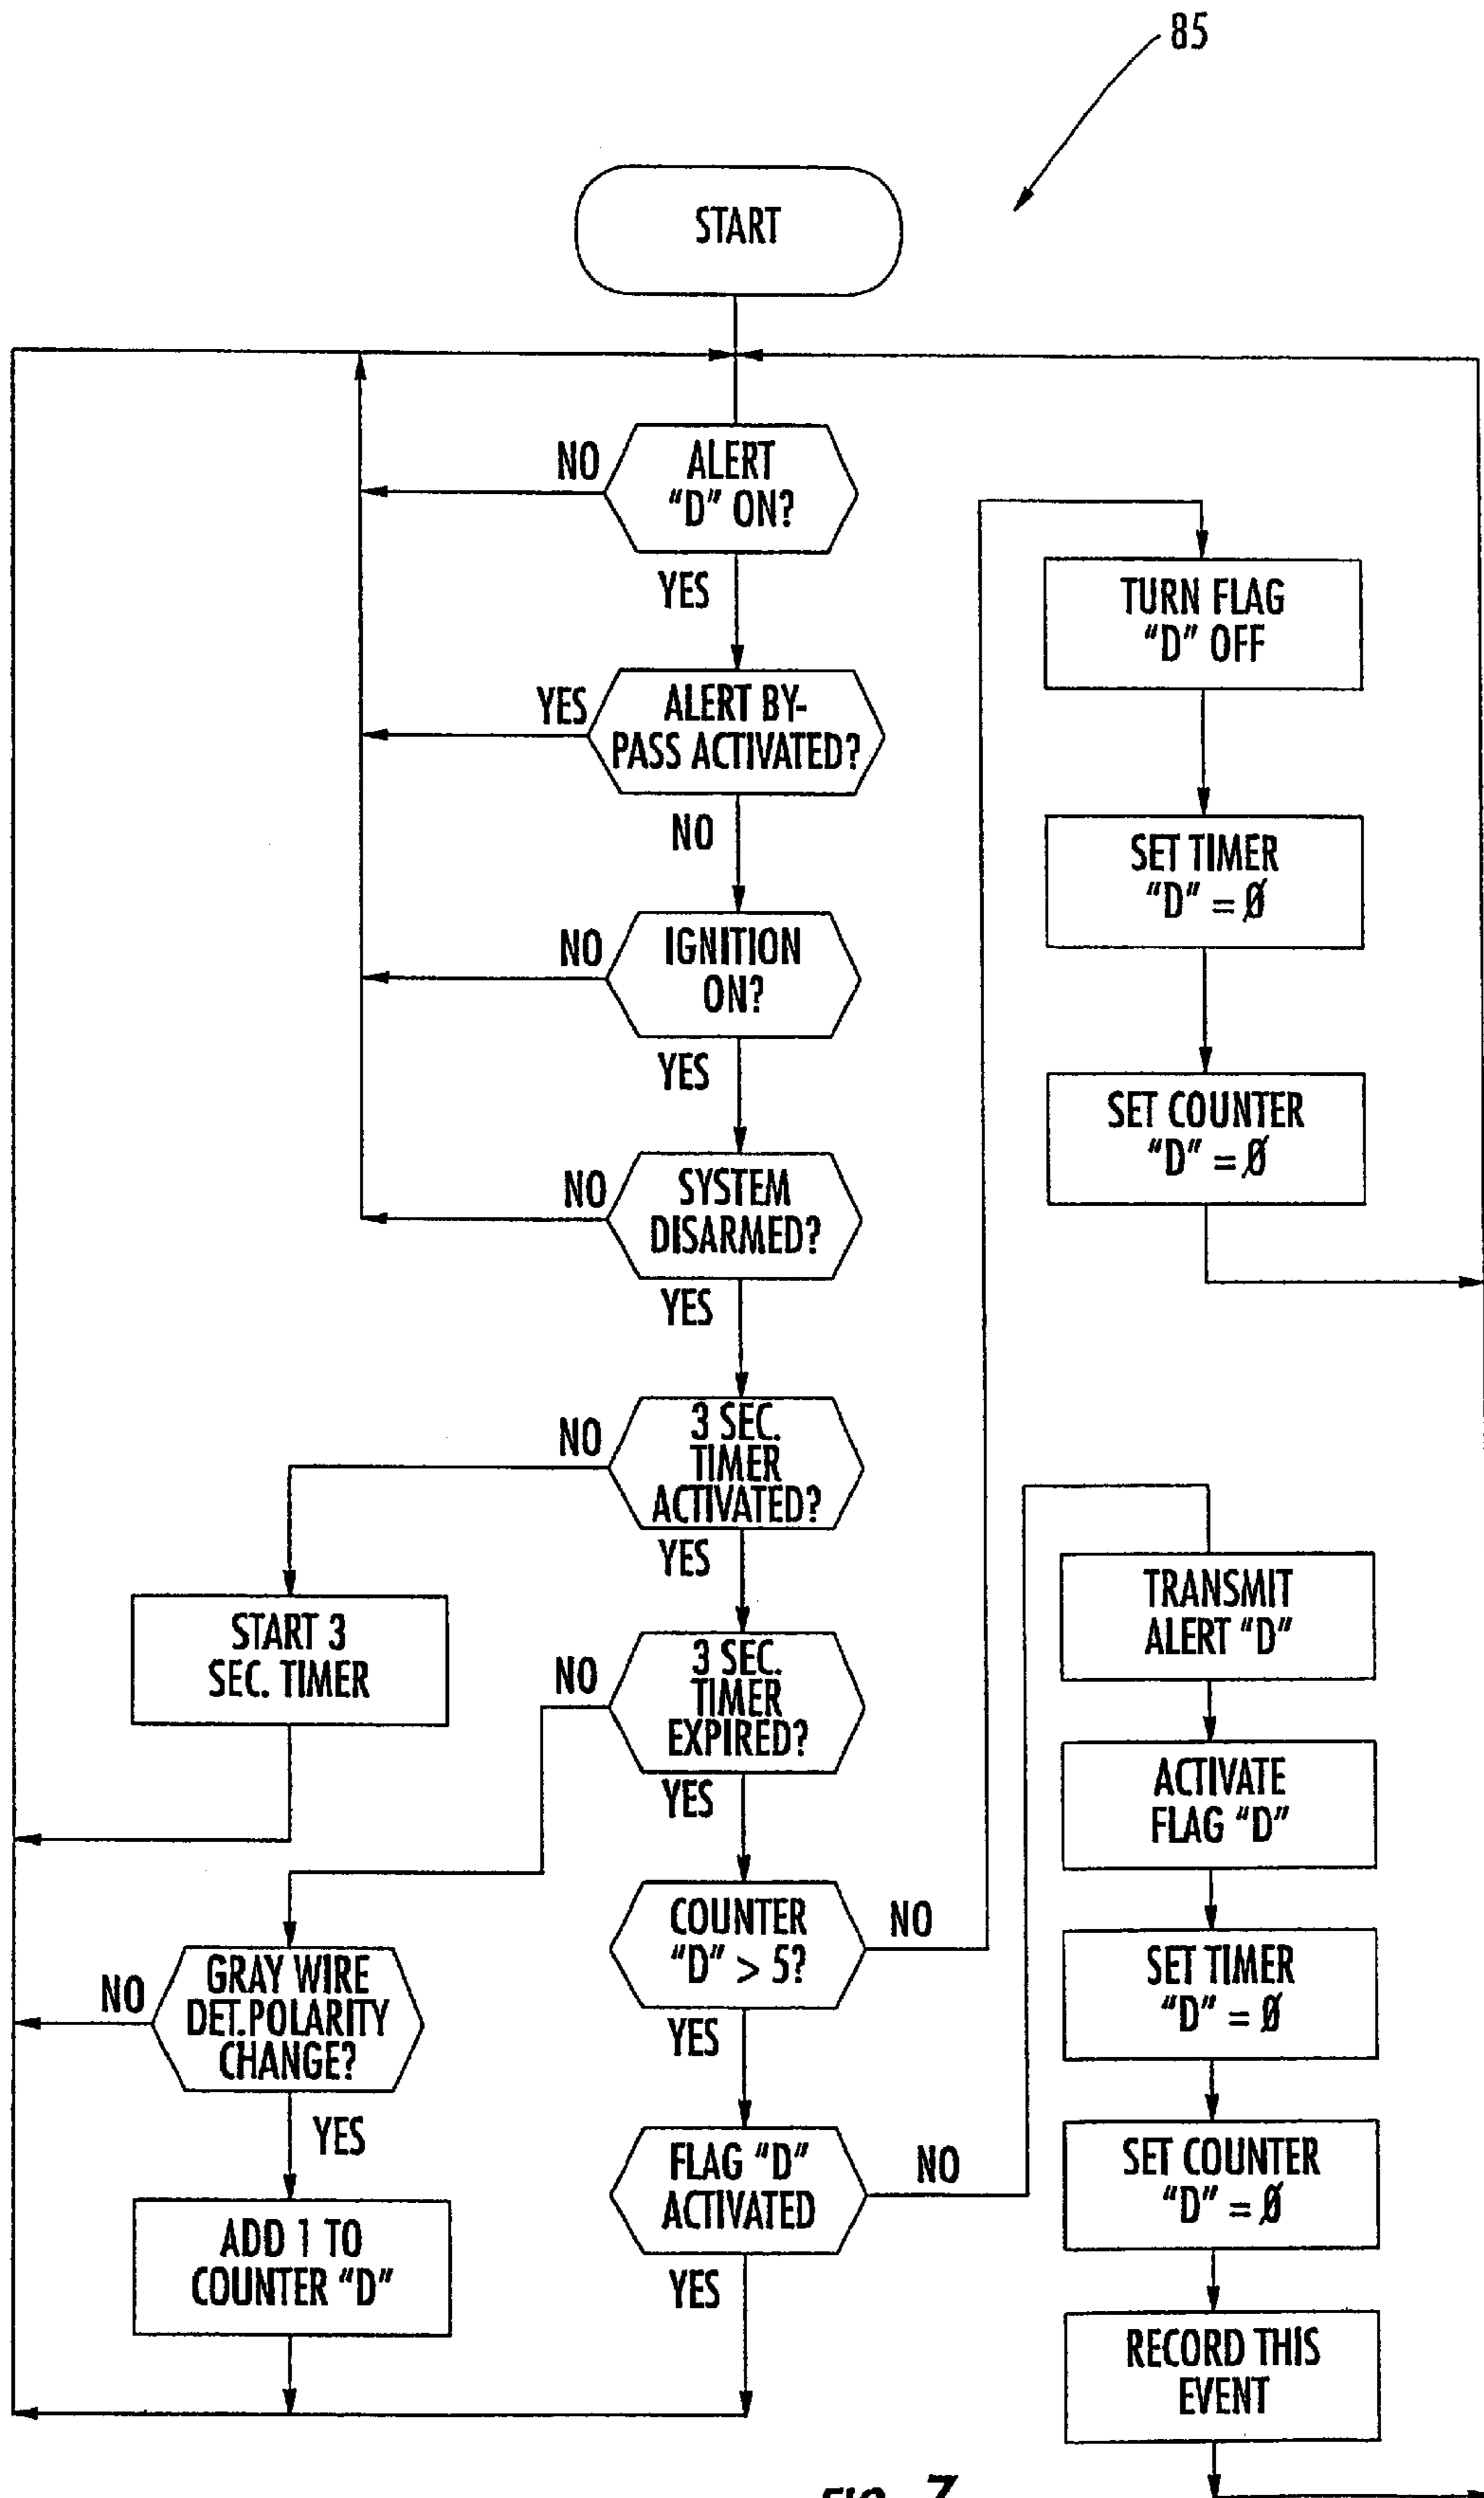 85
START
ALERT
"D" ON?
NO
YES
ALERT BY-
PASS ACTIVATED?
YES
NO
IGNITION
ON?
NO
YES
SYSTEM
DISARMED?
NO
YES
3 SEC.
TIMER
ACTIVATED?
NO
YES
START 3
SEC. TIMER
3 SEC.
TIMER
EXPIRED?
NO
YES
GRAY WIRE
DET.POLARITY
CHANGE?
NO
YES
ADD 1 TO
COUNTER "D"
COUNTER
"D" > 5?
NO
YES
FLAG "D"
ACTIVATED
NO
YES
TURN FLAG
"D" OFF
SET TIMER
"D" = Ø
SET COUNTER
"D" = Ø
TRANSMIT
ALERT "D"
ACTIVATE
FLAG "D"
SET TIMER
"D" = Ø
SET COUNTER
"D" = Ø
RECORD THIS
EVENT